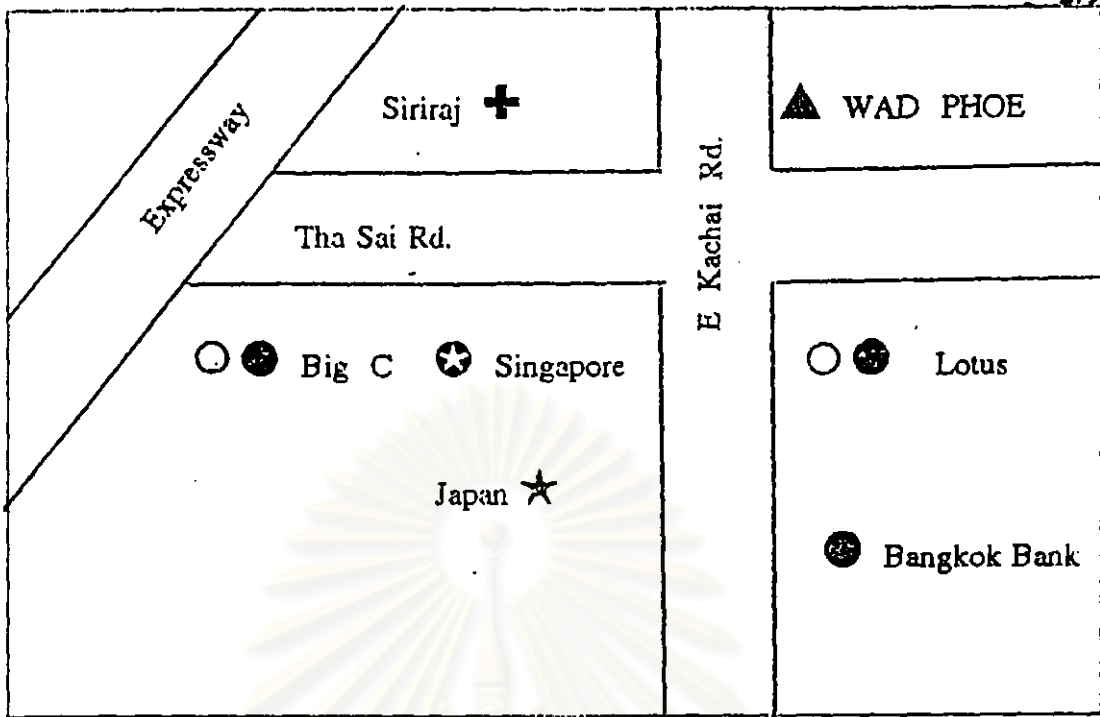 Siriraj
WAD PHOE
Expressway
Tha Sai Rd.
E Kachai Rd.
Big C
Singapore
Lotus
Japan
Bangkok Bank